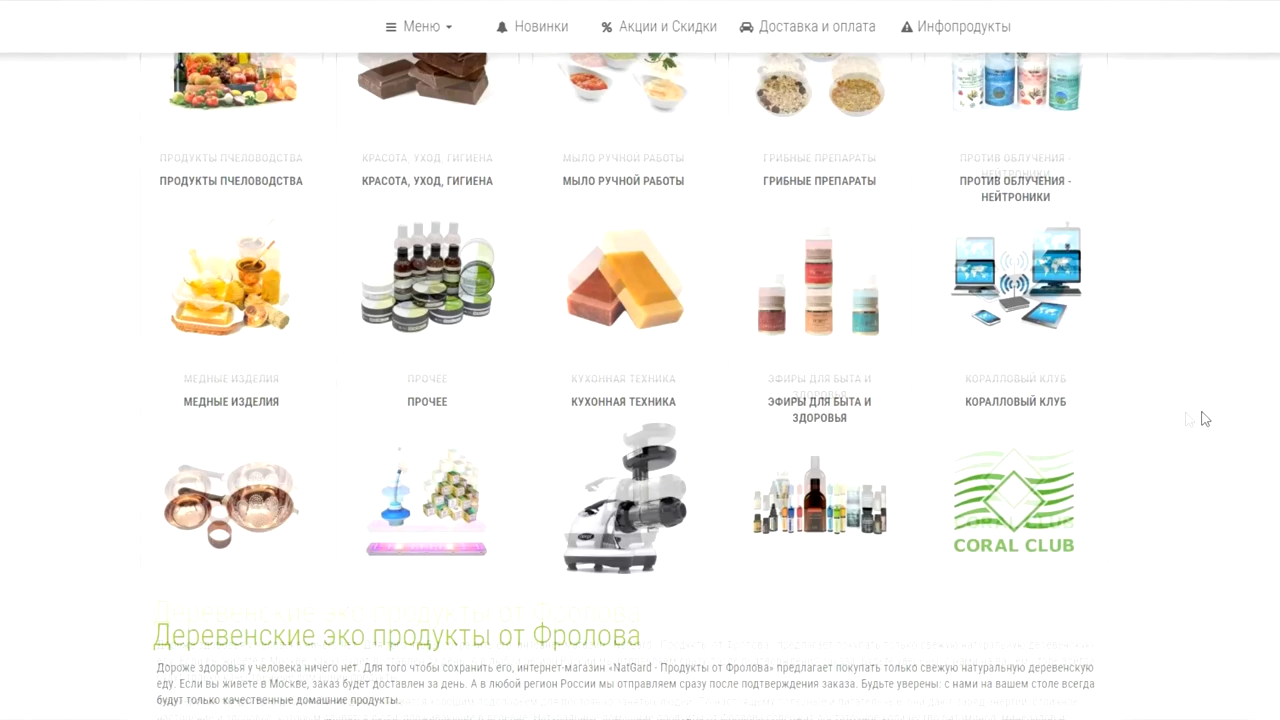 Меню
Новинки
Акции и Скидки
Доставка и оплата
Инфопродукты
ПРОДУКТЫ ПЧЕЛОВОДСТВА
КРАСОТА, УХОД, ГИГИЕНА
МЫЛО РУЧНОЙ РАБОТЫ
ГРИБНЫЕ ПРЕПАРАТЫ
ПРОТИВ ОБЛУЧЕНИЯ -
НЕЙТРОНИКИ
МЕДНЫЕ ИЗДЕЛИЯ
ПРОЧЕЕ
КУХОННАЯ ТЕХНИКА
ЭФИРЫ ДЛЯ БЫТА И
ЗДОРОВЬЯ
КОРАЛЛОВЫЙ КЛУБ
CORAL CLUB
Деревенские эко продукты от Фролова
Дороже здоровья у человека ничего нет. Для того чтобы сохранить его, интернет-магазин «NatGard - Продукты от Фролова» предлагает покупать только свежую натуральную деревенскую
еду. Если вы живете в Москве, заказ будет доставлен за день. А в любой регион России мы отправляем сразу после подтверждения заказа. Будьте уверены: с нами на вашем столе всегда
будут только качественные домашние продукты.